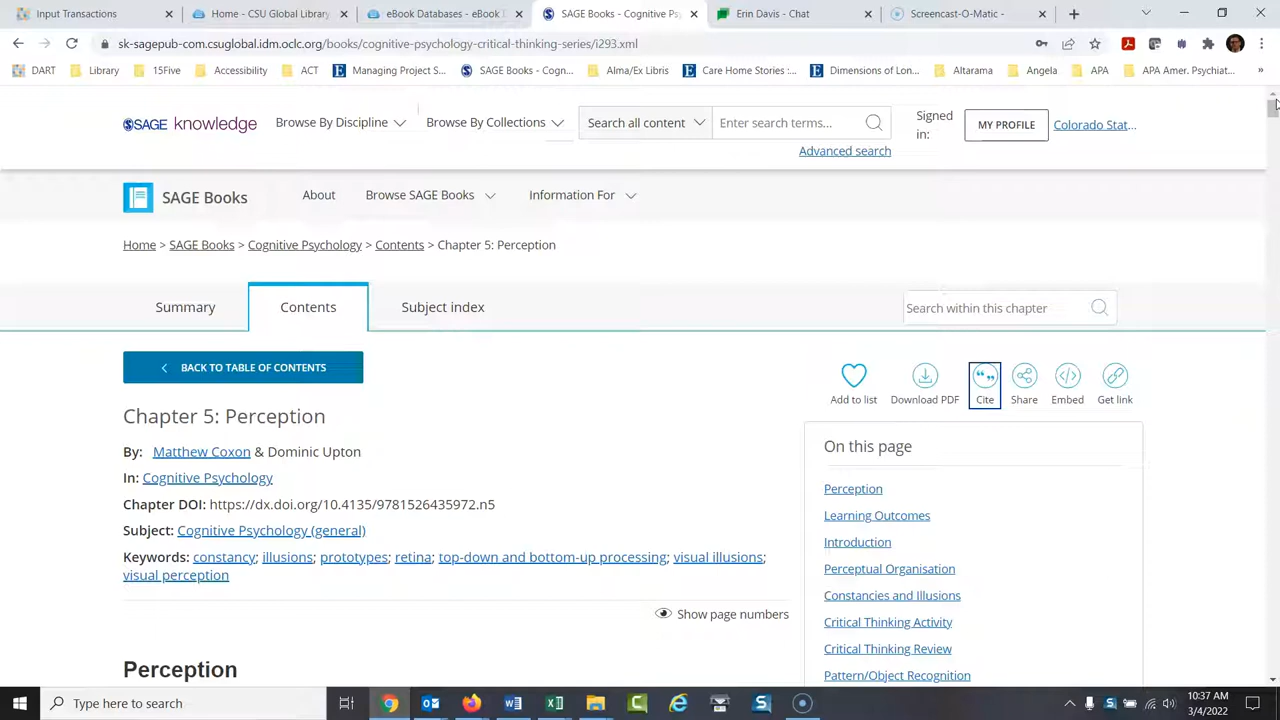 Input Transactions
Home - CSU Global Library
eBook Databases - eBook D
SAGE Books - Cognitive Ps
Erin Davis - Chat
Screencast-O-Matic -
sk-sagepub-com.csuglobal.idm.oclc.org/books/cognitive-psychology-critical-thinking-series/i293.xml
DART
Library
15Five
Accessibility
ACT
Managing Project S...
SAGE Books - Cogn...
Alma/Ex Libris
Care Home Stories :...
Dimensions of Lon...
Altarama
Angela
APA
APA Amer. Psychiat...
»
SAGE knowledge
Browse By Discipline
Browse By Collections
Search all content
Enter search terms...
Signed in:
MY PROFILE
Colorado Stat...
Advanced search
SAGE Books
About
Browse SAGE Books
Information For
Home > SAGE Books > Cognitive Psychology > Contents > Chapter 5: Perception
Summary
Contents
Subject index
Search within this chapter
BACK TO TABLE OF CONTENTS
Add to list
Download PDF
Cite
Share
Embed
Get link
Chapter 5: Perception
By: Matthew Coxon & Dominic Upton
In: Cognitive Psychology
Chapter DOI: https://dx.doi.org/10.4135/9781526435972.n5
Subject: Cognitive Psychology (general)
Keywords: constancy; illusions; prototypes; retina; top-down and bottom-up processing; visual illusions;
visual perception
Show page numbers
Perception
On this page
Perception
Learning Outcomes
Introduction
Perceptual Organisation
Constancies and Illusions
Critical Thinking Activity
Critical Thinking Review
Pattern/Object Recognition
Type here to search
10:37 AM
3/4/2022